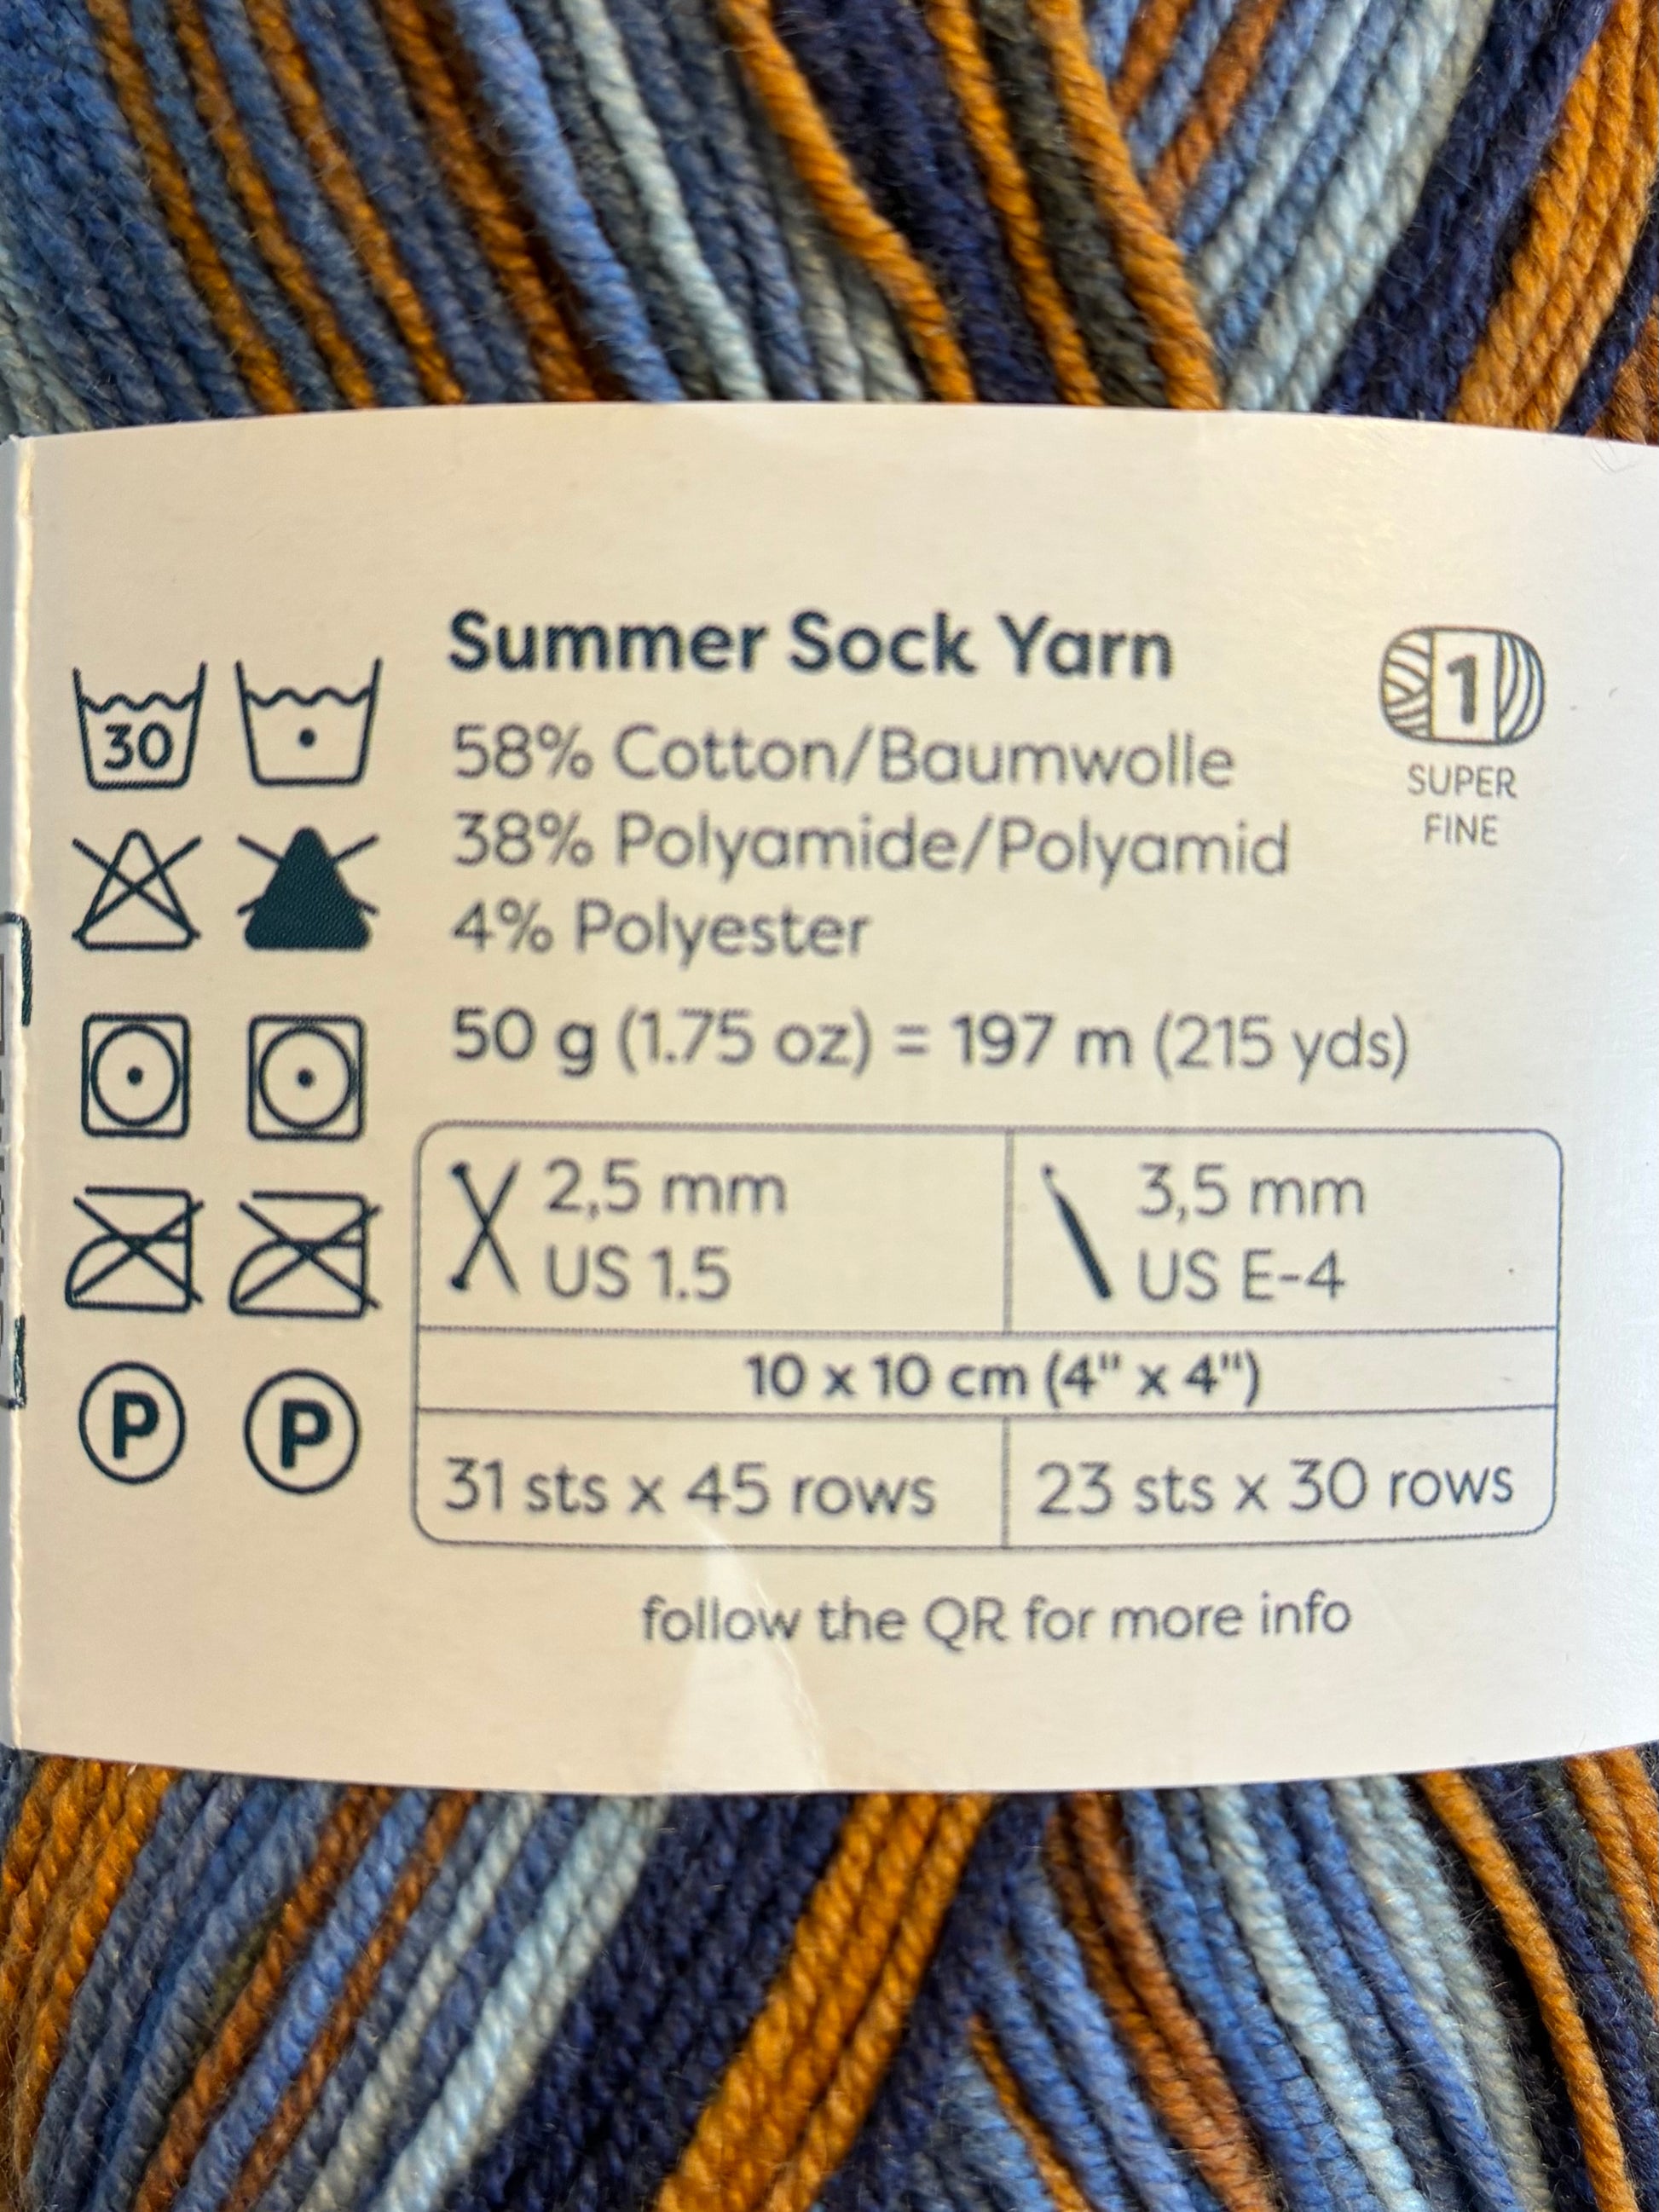 Summer Sock Yarn
58% Cotton/Baumwolle
38% Polyamide/Polyamid
4% Polyester
50 g (1.75 oz) = 197 m (215 yds)
1
SUPER
FINE
30
P P
2,5 mm
US 1.5
3,5 mm
US E-4
10 x 10 cm (4" x 4")
31 sts x 45 rows
23 sts x 30 rows
follow the QR for more info